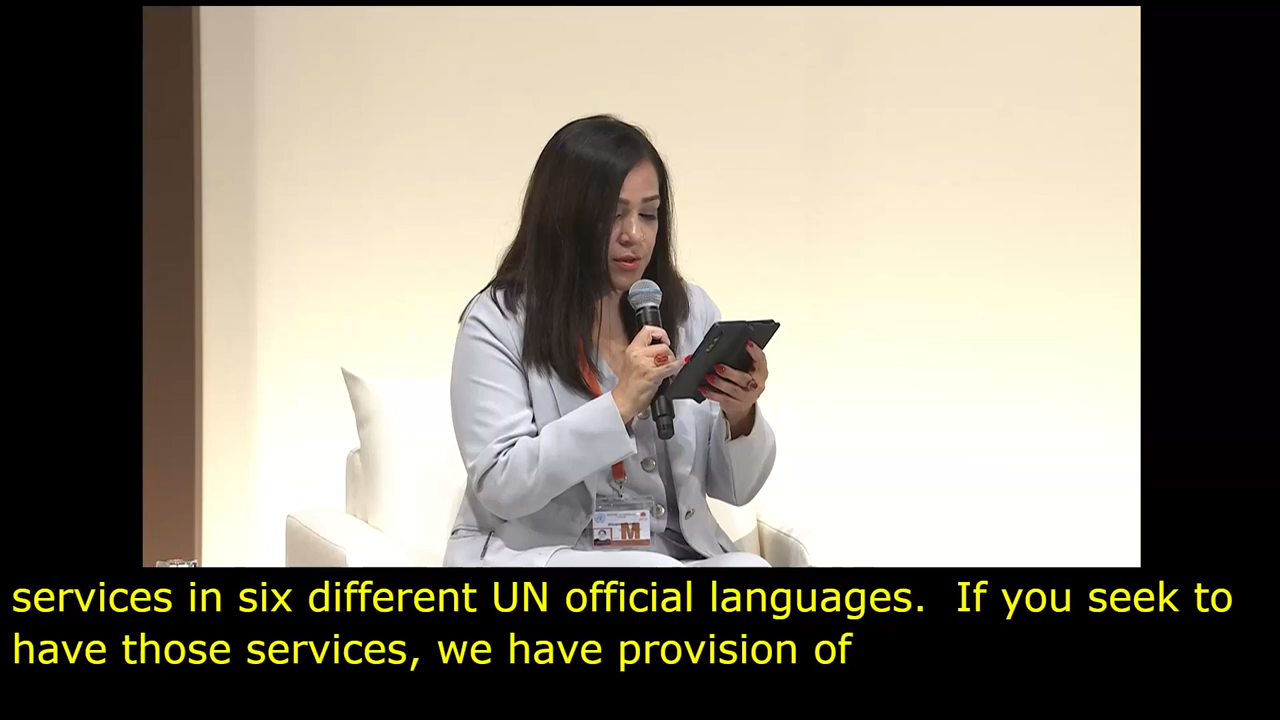 M
services in six different UN official languages.  If you seek to
have those services, we have provision of